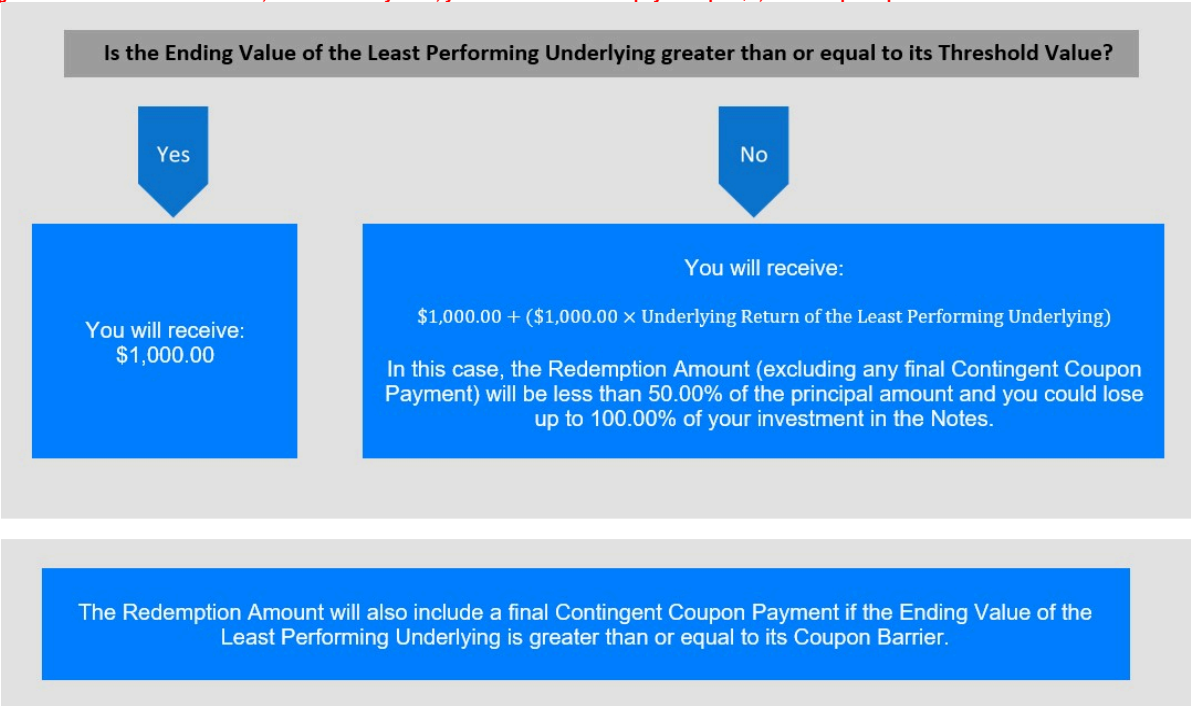 Is the Ending Value of the Least Performing Underlying greater than or equal to its Threshold Value?
Yes
No
You will receive:
$1,000.00
You will receive:
$1,000.00 + ($1,000.00 × Underlying Return of the Least Performing Underlying)
In this case, the Redemption Amount (excluding any final Contingent Coupon
Payment) will be less than 50.00% of the principal amount and you could lose
up to 100.00% of your investment in the Notes.
The Redemption Amount will also include a final Contingent Coupon Payment if the Ending Value of the
Least Performing Underlying is greater than or equal to its Coupon Barrier.